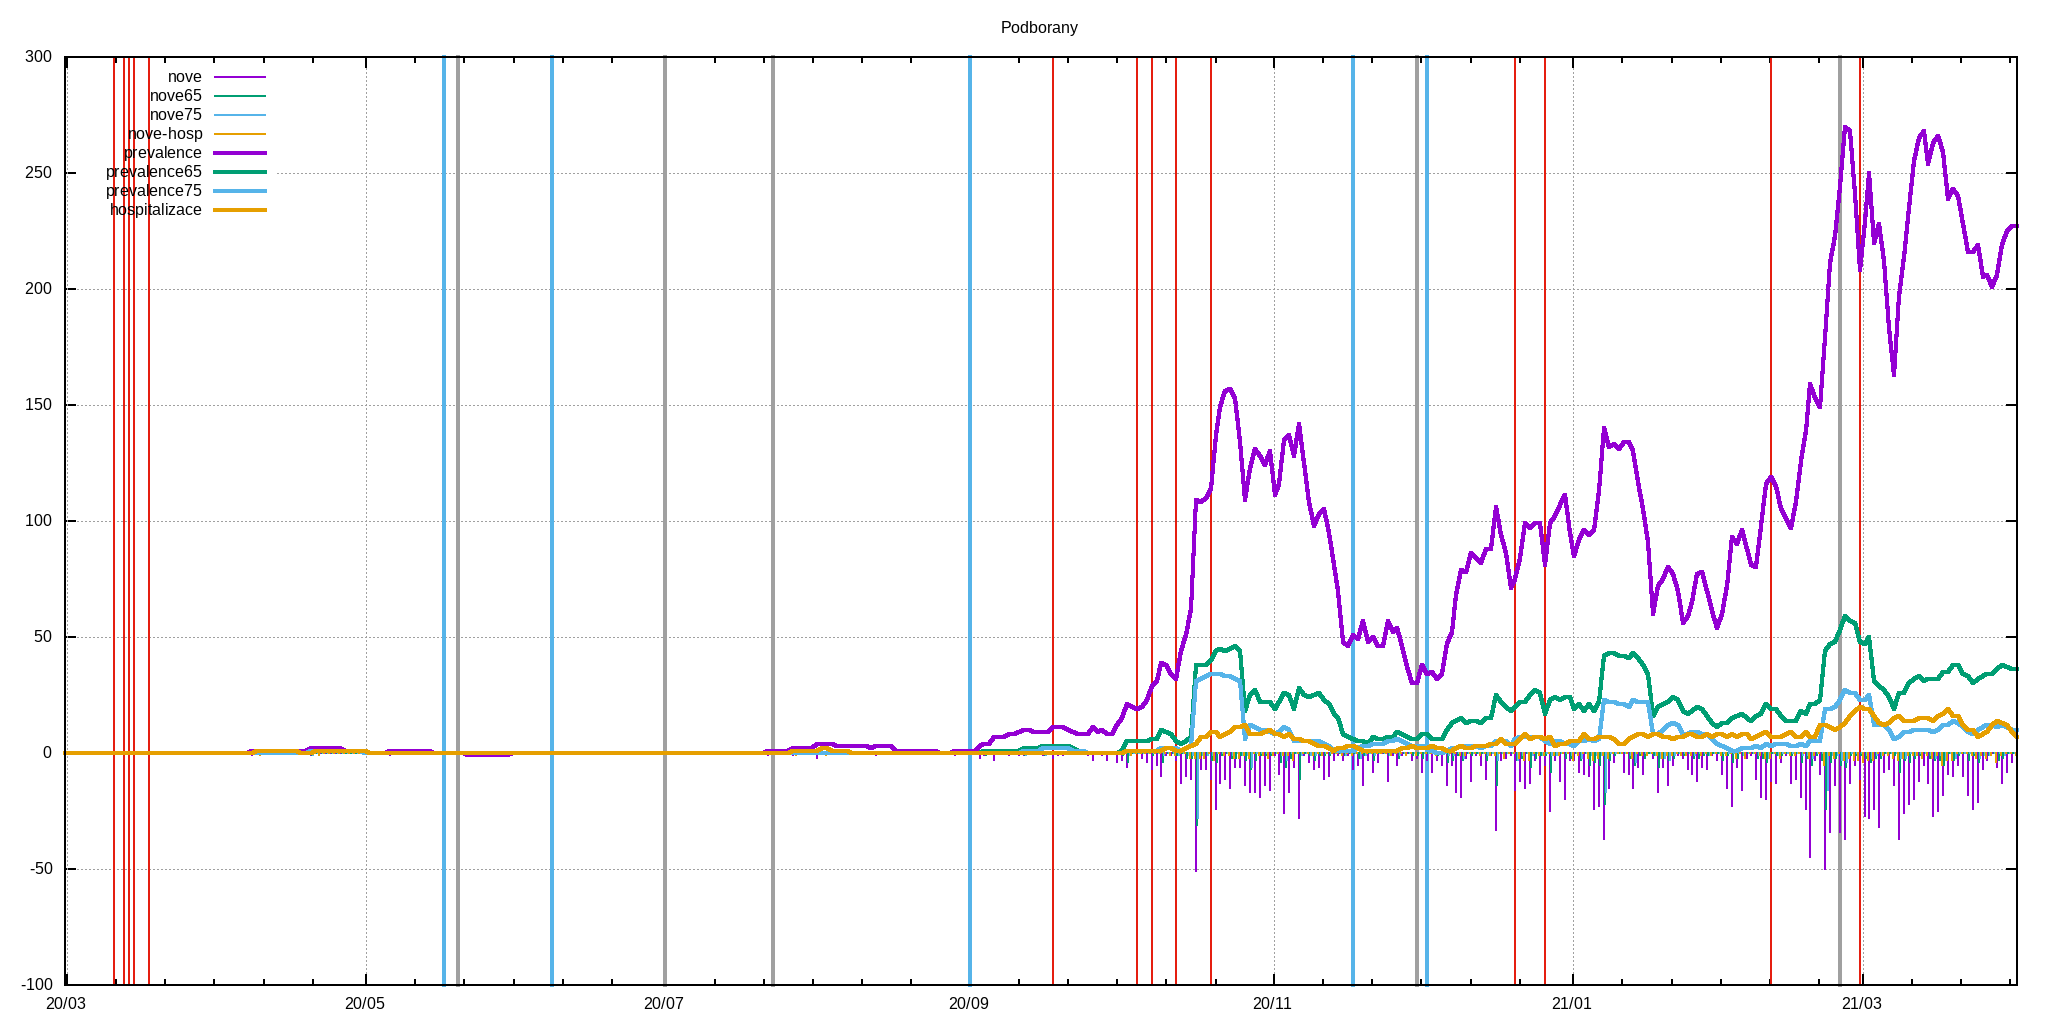 Podborany
300
250
200
150
100
50
0
-50
-100
nove
nove65
nove75
nove-hosp
prevalence
prevalence65
prevalence75
hospitalizace
20/03 20/05 20/07 20/09 20/11 21/01 21/03